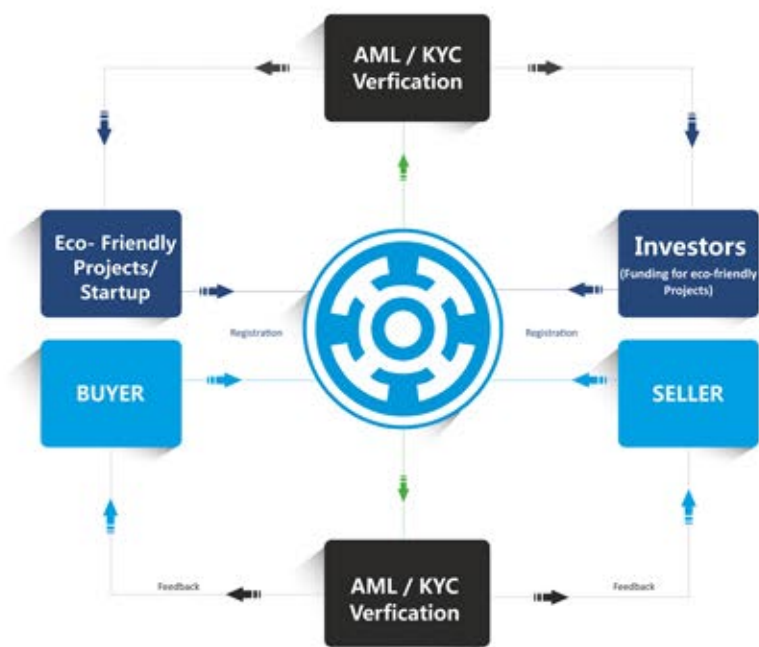 AML / KYC
Verfication
Eco- Friendly
Projects/
Startup
Investors
(Funding for eco-friendly
Projects)
Registration
Registration
BUYER
SELLER
Feedback
Feedback
AML / KYC
Verfication